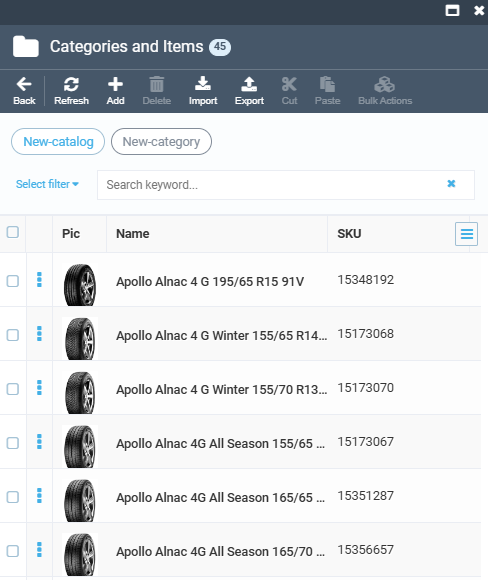 Categories and Items 45
Back Refresh Add Delete Import Export Cut Paste Bulk Actions
New-catalog New-category
Select filter Search keyword...
Pic Name SKU
Apollo Alnac 4 G 195/65 R15 91V 15348192
Apollo Alnac 4 G Winter 155/65 R14... 15173068
Apollo Alnac 4 G Winter 155/70 R13... 15173070
Apollo Alnac 4G All Season 155/65 ... 15173067
Apollo Alnac 4G All Season 165/65 ... 15351287
Apollo Alnac 4G All Season 165/70 ... 15356657